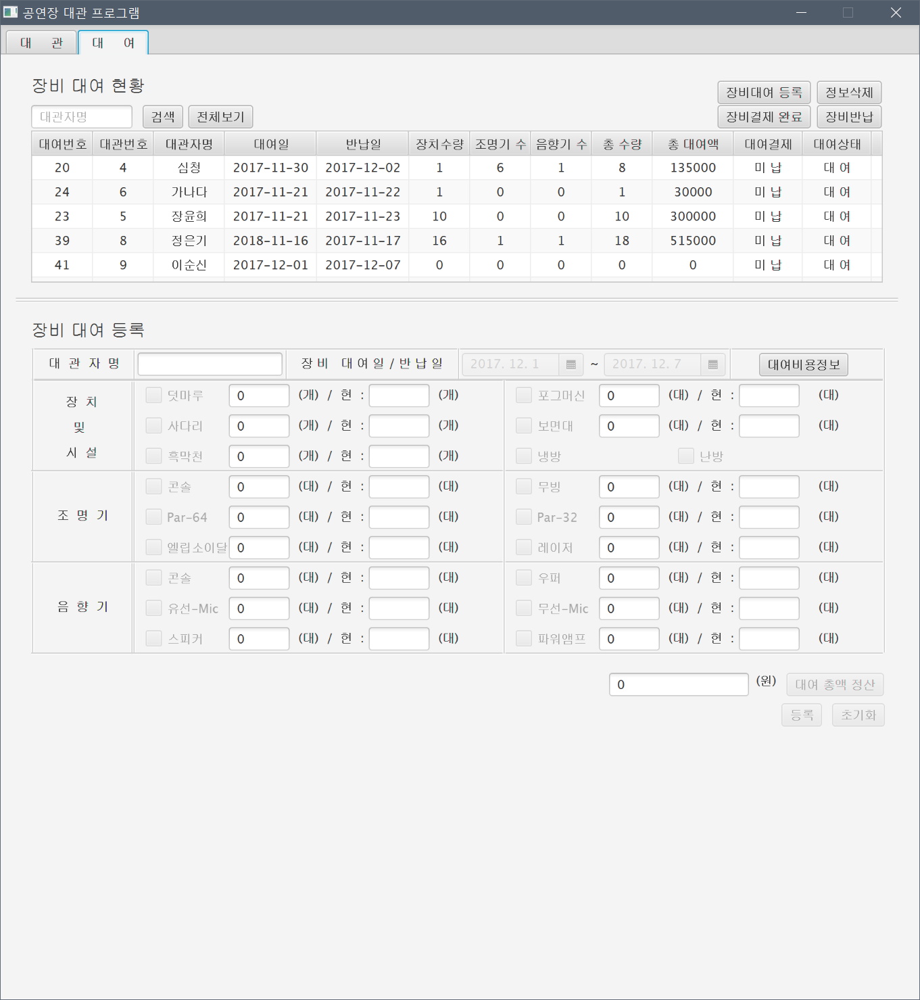 공연장 대관 프로그램
대 관 대 여
장비 대여 현황
장비대여 등록 정보삭제
대관자명 검색 전체보기 장비결제 완료 장비반납
대여번호 대관번호 대관자명 대여일 반납일 장치수량 조명기 수 음향기 수 총 수량 총 대여액 대여결제 대여상태
20 4 심청 2017-11-30 2017-12-02 1 6 1 8 135000 미 납 대 여
24 6 가나다 2017-11-21 2017-11-22 1 0 0 1 30000 미 납 대 여
23 5 장윤희 2017-11-21 2017-11-23 10 0 0 10 300000 미 납 대 여
39 8 정은기 2018-11-16 2017-11-17 16 1 1 18 515000 미 납 대 여
41 9 이순신 2017-12-01 2017-12-07 0 0 0 0 0 미 납 대 여
장비 대여 등록
대 관 자 명 장 비 대 여 일 / 반 납 일 2017. 12. 1 ~ 2017. 12. 7 대여비용정보
장 치
및
시 설
덧마루 0 (개) / 현 : (개) 포그머신 0 (대) / 현 : (대)
사다리 0 (개) / 현 : (개) 보면대 0 (대) / 현 : (대)
흑막천 0 (개) / 현 : (개) 냉방 난방
조 명 기
콘솔 0 (대) / 현 : (대) 무빙 0 (대) / 현 : (대)
Par-64 0 (대) / 현 : (대) Par-32 0 (대) / 현 : (대)
엘립소이달 0 (대) / 현 : (대) 레이저 0 (대) / 현 : (대)
음 향 기
콘솔 0 (대) / 현 : (대) 우퍼 0 (대) / 현 : (대)
유선-Mic 0 (대) / 현 : (대) 무선-Mic 0 (대) / 현 : (대)
스피커 0 (대) / 현 : (대) 파워앰프 0 (대) / 현 : (대)
0 (원) 대여 총액 정산
등록 초기화